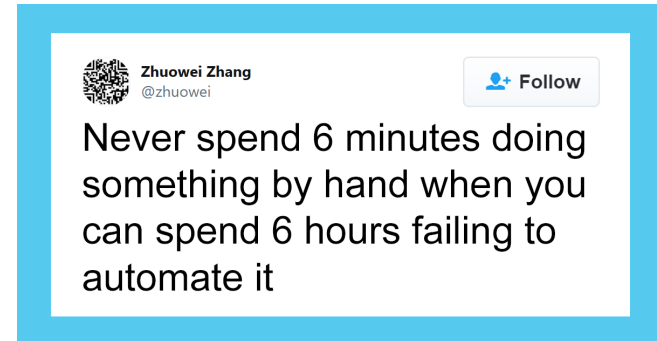 Zhuowei Zhang
@zhuowei
Follow
Never spend 6 minutes doing
something by hand when you
can spend 6 hours failing to
automate it